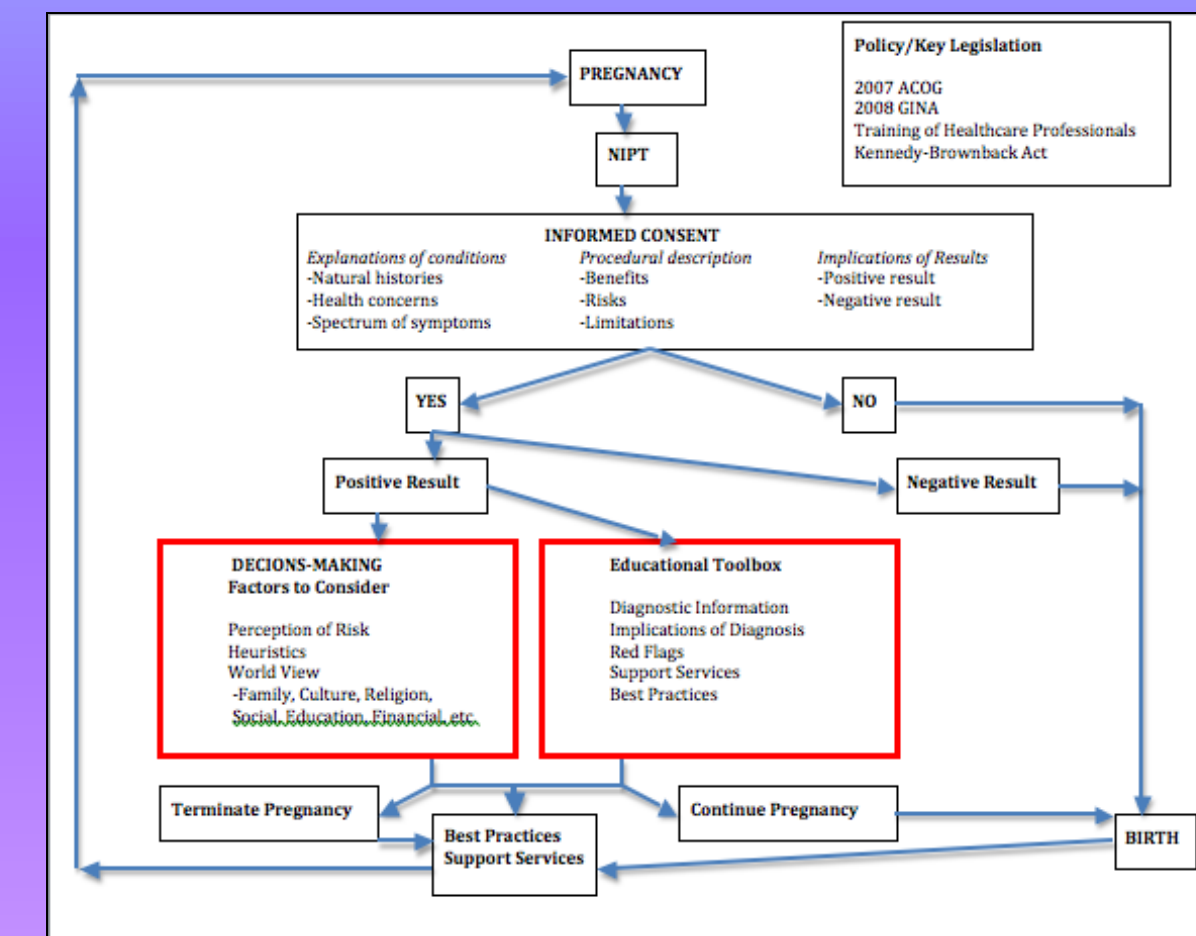 Policy/Key Legislation
2007 ACOG
2008 GINA
Training of Healthcare Professionals
Kennedy-Brownback Act
PREGNANCY
NIPT
INFORMED CONSENT
Explanations of conditions
-Natural histories
-Health concerns
-Spectrum of symptoms
Procedural description
-Benefits
-Risks
-Limitations
Implications of Results
-Positive result
-Negative result
YES
NO
Positive Result
Negative Result
DECIONS-MAKING
Factors to Consider
Perception of Risk
Heuristics
World View
-Family, Culture, Religion,
Social, Education, Financial, etc.
Educational Toolbox
Diagnostic Information
Implications of Diagnosis
Red Flags
Support Services
Best Practices
Terminate Pregnancy
Best Practices
Support Services
Continue Pregnancy
BIRTH